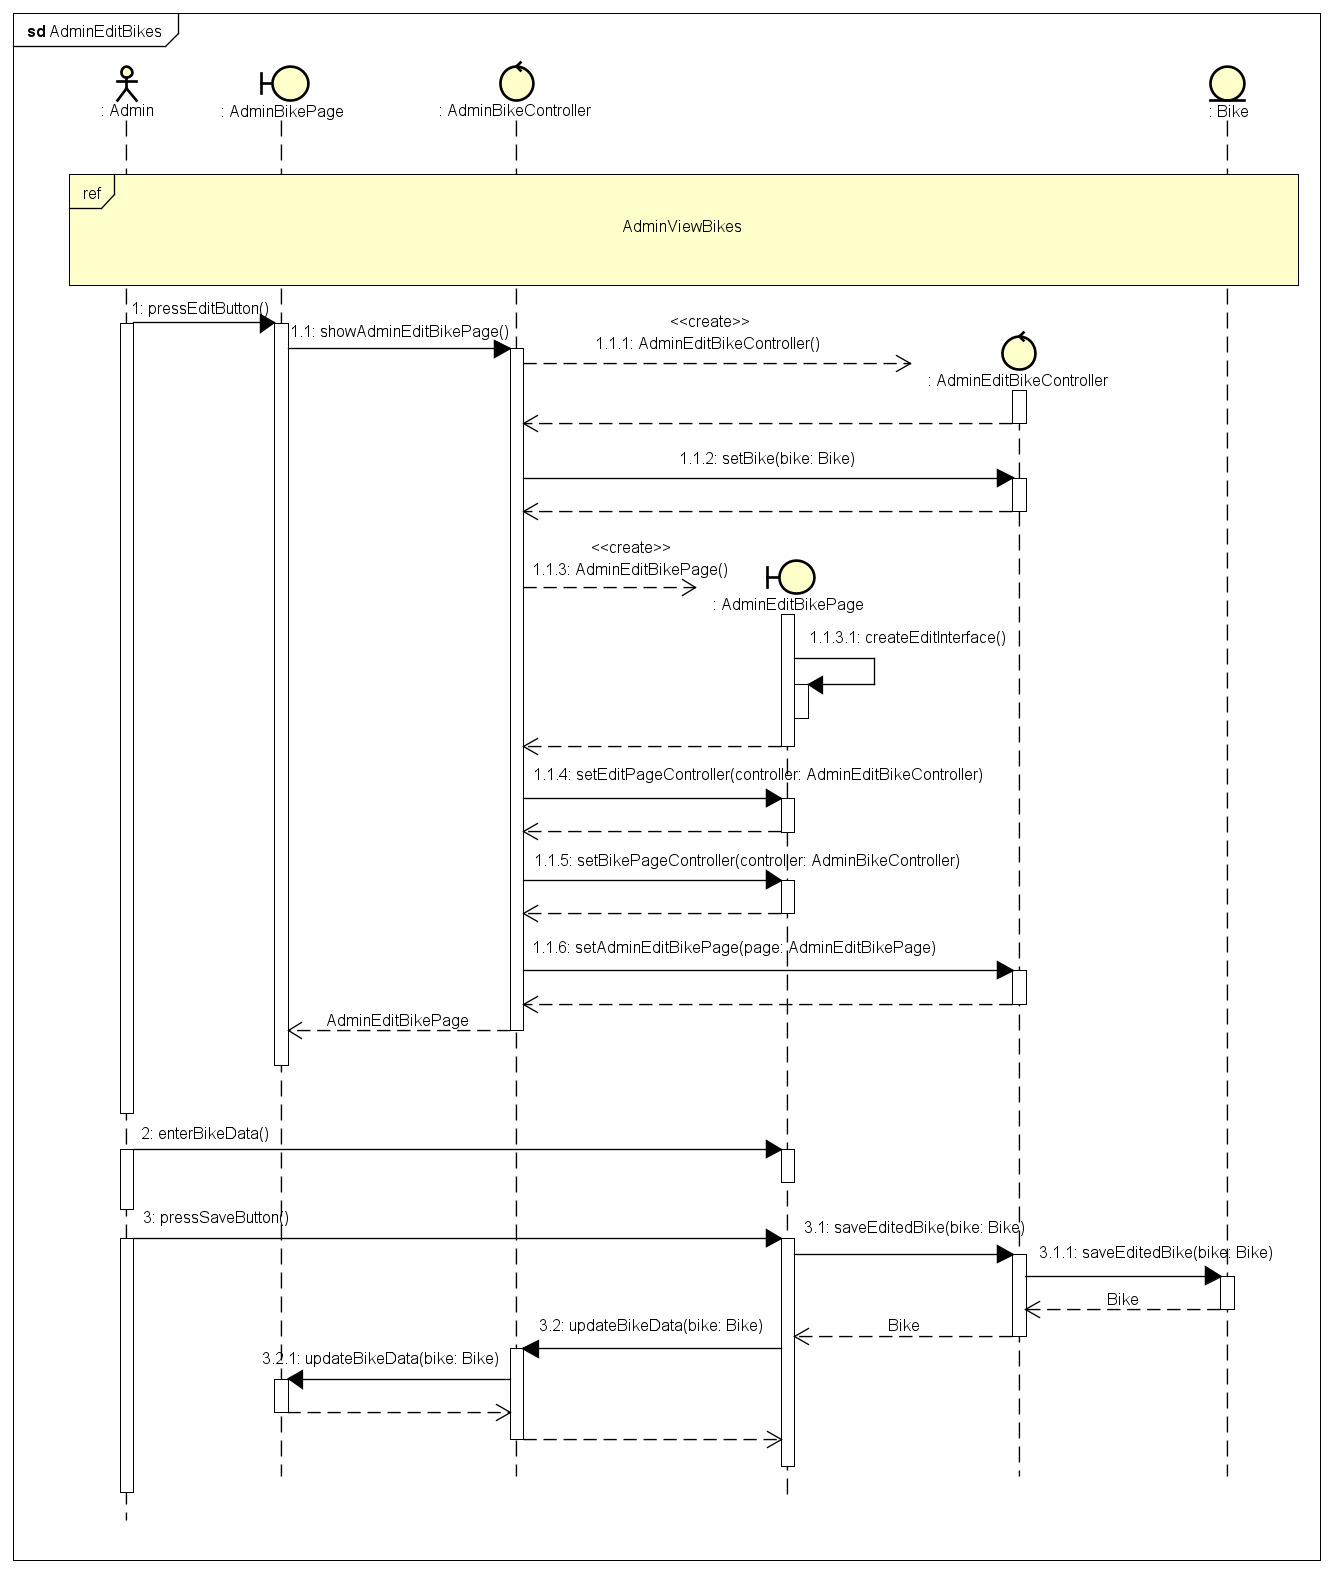 sd AdminEditBikes
: Admin
: AdminBikePage
: AdminBikeController
: Bike
ref
AdminViewBikes
1: pressEditButton()
1.1: showAdminEditBikePage()
<<create>>
1.1.1: AdminEditBikeController()
: AdminEditBikeController
1.1.2: setBike(bike: Bike)
<<create>>
1.1.3: AdminEditBikePage()
: AdminEditBikePage
1.1.3.1: createEditInterface()
1.1.4: setEditPageController(controller: AdminEditBikeController)
1.1.5: setBikePageController(controller: AdminBikeController)
1.1.6: setAdminEditBikePage(page: AdminEditBikePage)
AdminEditBikePage
2: enterBikeData()
3: pressSaveButton()
3.1: saveEditedBike(bike: Bike)
3.1.1: saveEditedBike(bike: Bike)
Bike
Bike
3.2: updateBikeData(bike: Bike)
3.2.1: updateBikeData(bike: Bike)